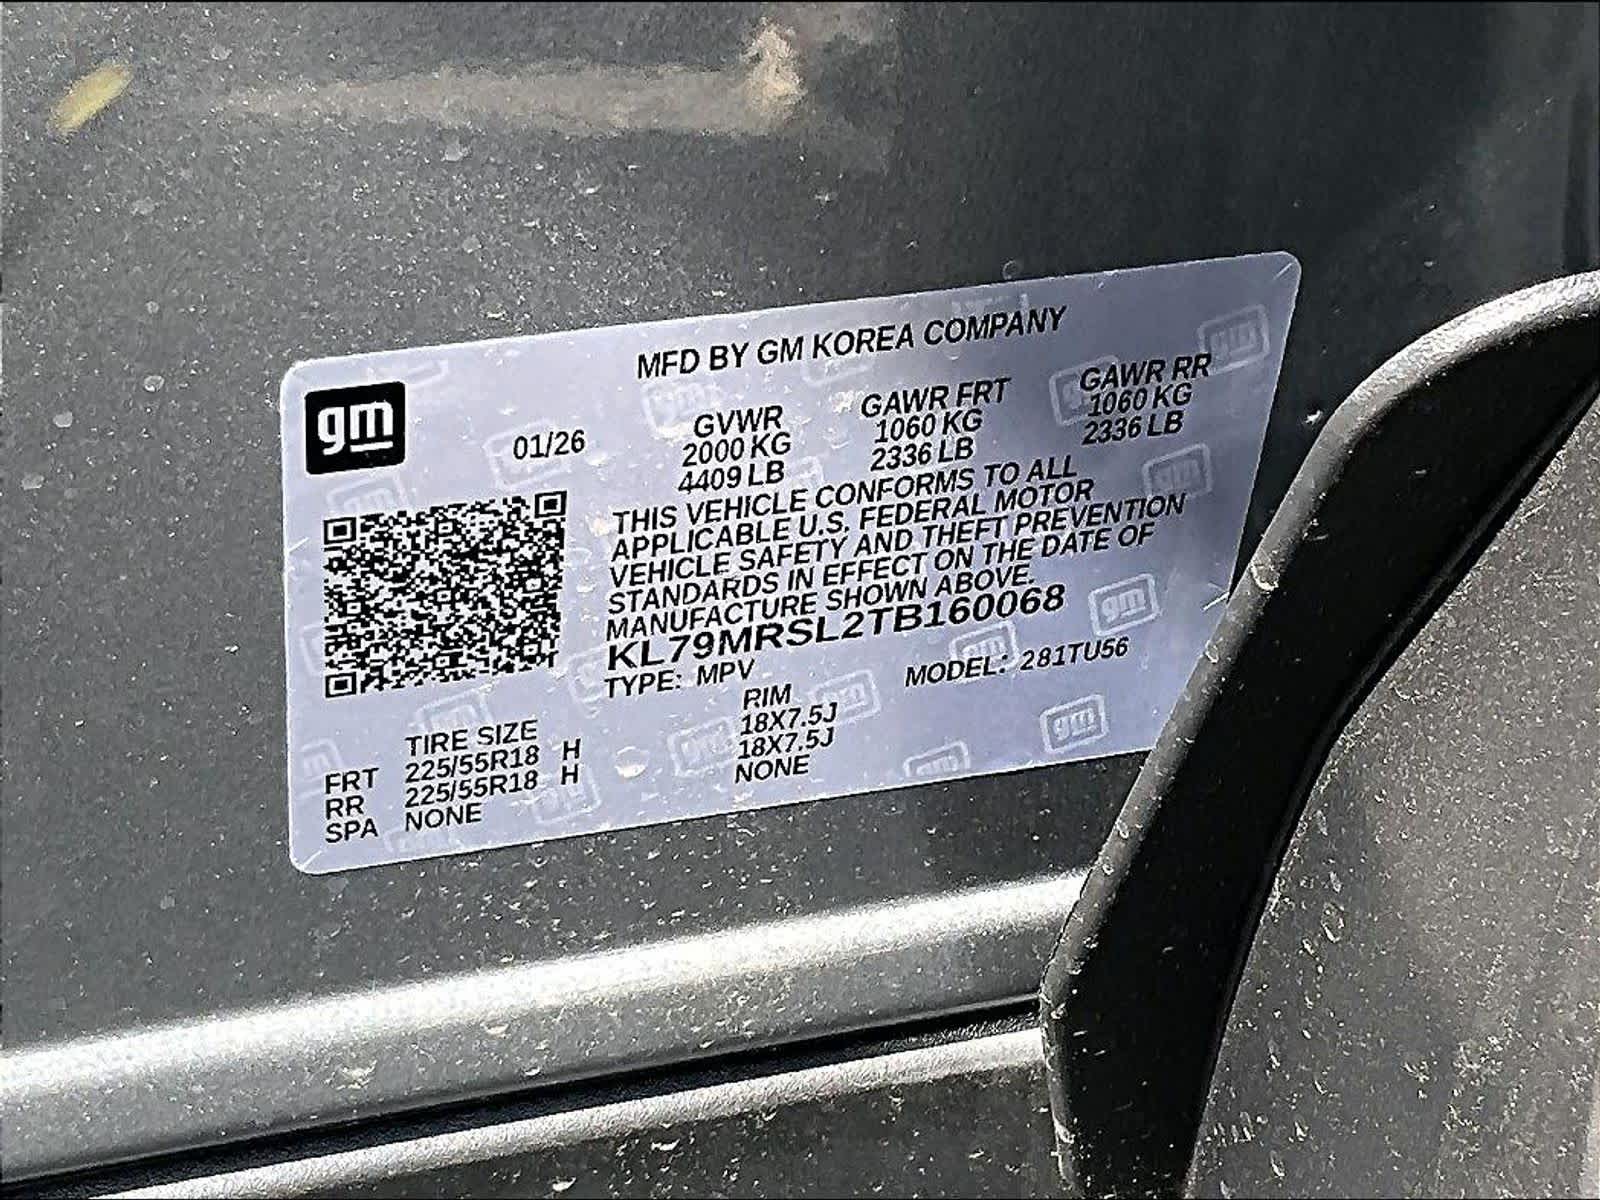 MFD BY GM KOREA COMPANY
gm
01/26
GVWR GAWR FRT GAWR RR
2000 KG 1060 KG 1060 KG
4409 LB 2336 LB 2336 LB
THIS VEHICLE CONFORMS TO ALL
APPLICABLE U.S. FEDERAL MOTOR
VEHICLE SAFETY AND THEFT PREVENTION
STANDARDS IN EFFECT ON THE DATE OF
MANUFACTURE SHOWN ABOVE.
KL79MRSL2TB160068
TYPE: MPV MODEL: 281TU56
TIRE SIZE RIM
FRT 225/55R18 H 18X7.5J
RR 225/55R18 H 18X7.5J
SPA NONE NONE